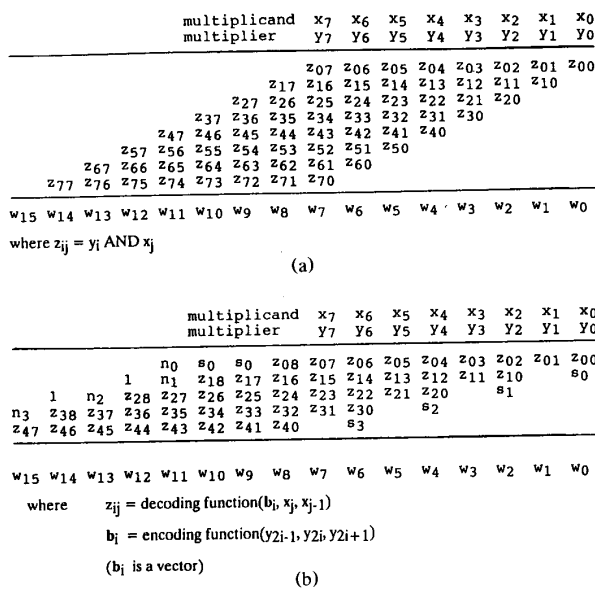 multiplicand x7 x6 x5 x4 x3 x2 x1 x0
multiplier y7 y6 y5 y4 y3 y2 y1 y0
z07 z06 z05 z04 z03 z02 z01 z00
z17 z16 z15 z14 z13 z12 z11 z10
z27 z26 z25 z24 z23 z22 z21 z20
z37 z36 z35 z34 z33 z32 z31 z30
z47 z46 z45 z44 z43 z42 z41 z40
z57 z56 z55 z54 z53 z52 z51 z50
z67 z66 z65 z64 z63 z62 z61 z60
z77 z76 z75 z74 z73 z72 z71 z70
w15 w14 w13 w12 w11 w10 w9 w8 w7 w6 w5 w4 w3 w2 w1 w0
where zij = yi AND xj
(a)
multiplicand x7 x6 x5 x4 x3 x2 x1 x0
multiplier y7 y6 y5 y4 y3 y2 y1 y0
n0 s0 s0 z08 z07 z06 z05 z04 z03 z02 z01 z00
1 n1 z18 z17 z16 z15 z14 z13 z12 z11 z10 s0
1 n2 z28 z27 z26 z25 z24 z23 z22 z21 z20 s1
n3 z38 z37 z36 z35 z34 z33 z32 z31 z30 s2
z47 z46 z45 z44 z43 z42 z41 z40 s3
w15 w14 w13 w12 w11 w10 w9 w8 w7 w6 w5 w4 w3 w2 w1 w0
where zij = decoding function(bi, xj, xj-1)
bi = encoding function(y2i-1, y2i, y2i+1)
(bi is a vector)
(b)